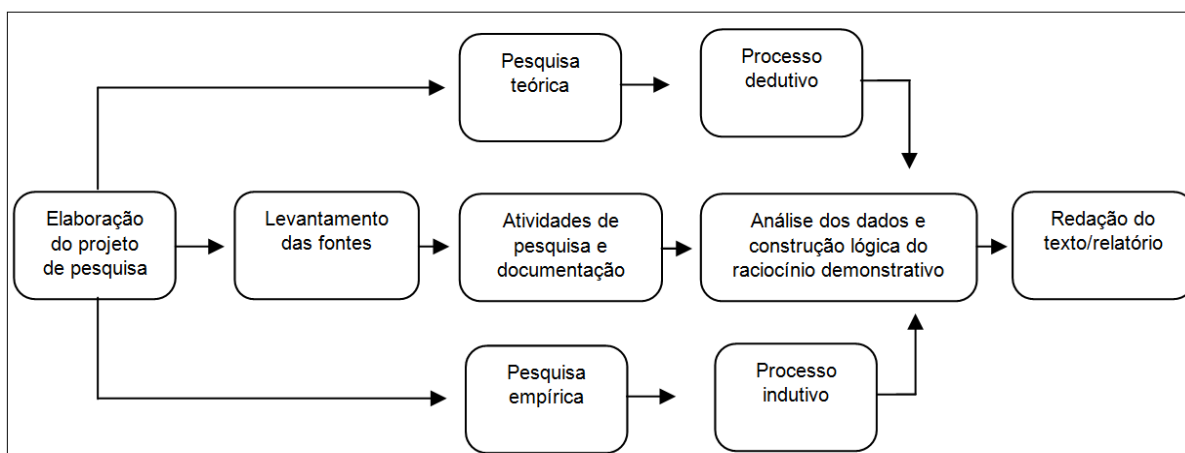 Pesquisa
teórica
Processo
dedutivo
Elaboração
do projeto
de pesquisa
Levantamento
das fontes
Atividades de
pesquisa e
documentação
Análise dos dados e
construção lógica do
raciocínio demonstrativo
Redação do
texto/relatório
Pesquisa
empírica
Processo
indutivo